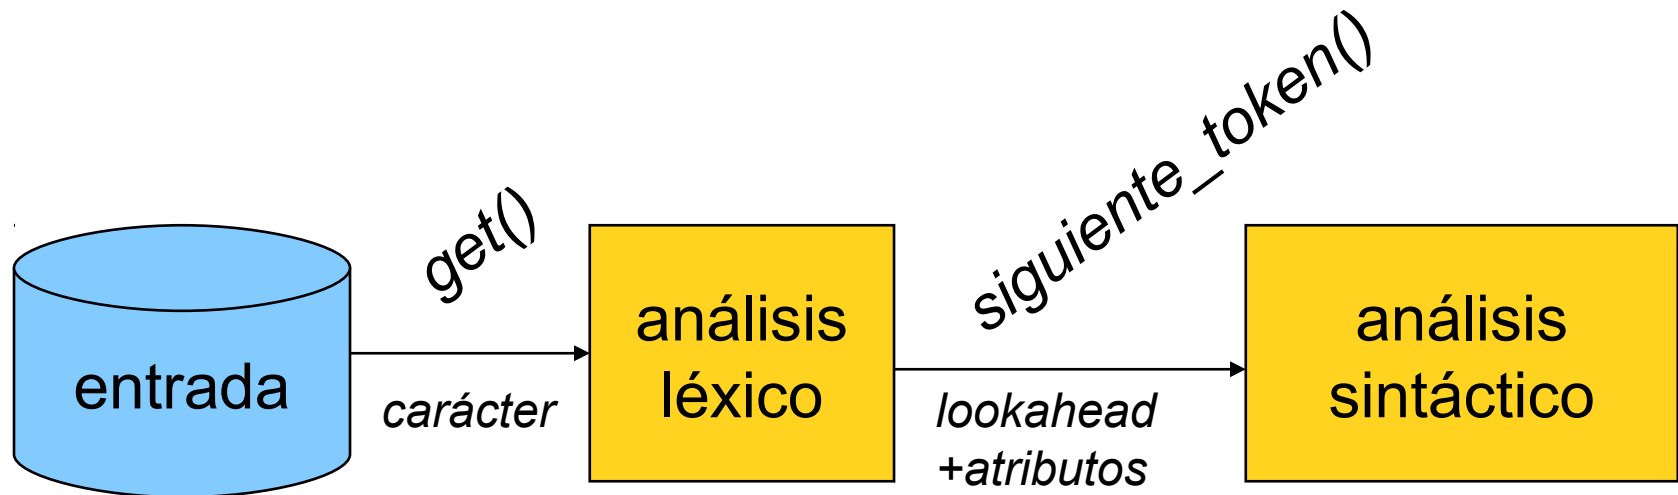 siguiente_token()
get()
entrada
carácter
análisis
léxico
lookahead
+atributos
análisis
sintáctico